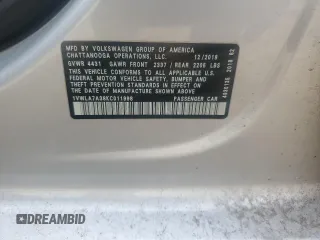 MFD BY VOLKSWAGEN GROUP OF AMERICA
CHATTANOOGA OPERATIONS, LLC. 12/2018
GVWR 4431 GAWR FRONT 2337 / REAR 2206 LBS
THIS VEHICLE CONFORMS TO ALL APPLICABLE U.S.
FEDERAL MOTOR VEHICLE SAFETY, BUMPER AND
THEFT PREVENTION STANDARDS IN EFFECT ON THE
DATE OF MANUFACTURE SHOWN ABOVE.
PASSENGER CAR
DREAMBID